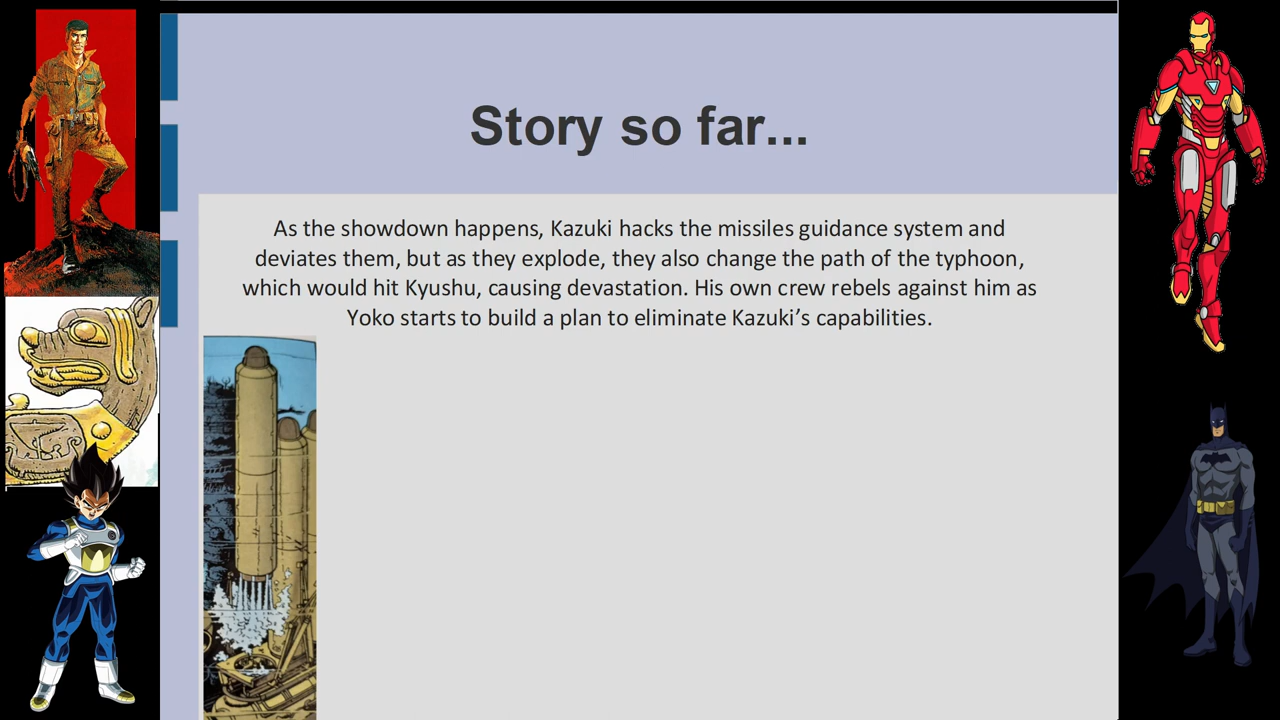 Story so far...
As the showdown happens, Kazuki hacks the missiles guidance system and
deviates them, but as they explode, they also change the path of the typhoon,
which would hit Kyushu, causing devastation. His own crew rebels against him as
Yoko starts to build a plan to eliminate Kazuki’s capabilities.